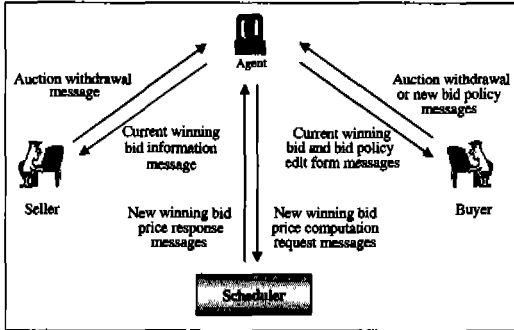 Agent
Auction withdrawal
message
Auction withdrawal
or new bid policy
messages
Current winning
bid information
message
Current winning
bid and bid policy
edit form messages
Seller
Buyer
New winning bid
price response
messages
New winning bid
price computation
request messages
Scheduler